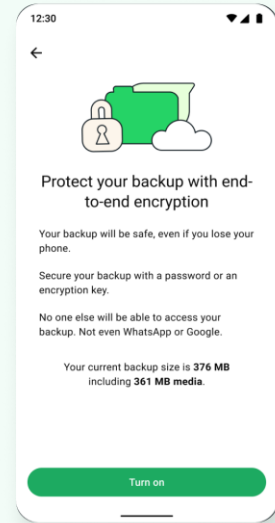 12:30
Protect your backup with end-
to-end encryption
Your backup will be safe, even if you lose your
phone.
Secure your backup with a password or an
encryption key.
No one else will be able to access your
backup. Not even WhatsApp or Google.
Your current backup size is 376 MB
including 361 MB media.
Turn on